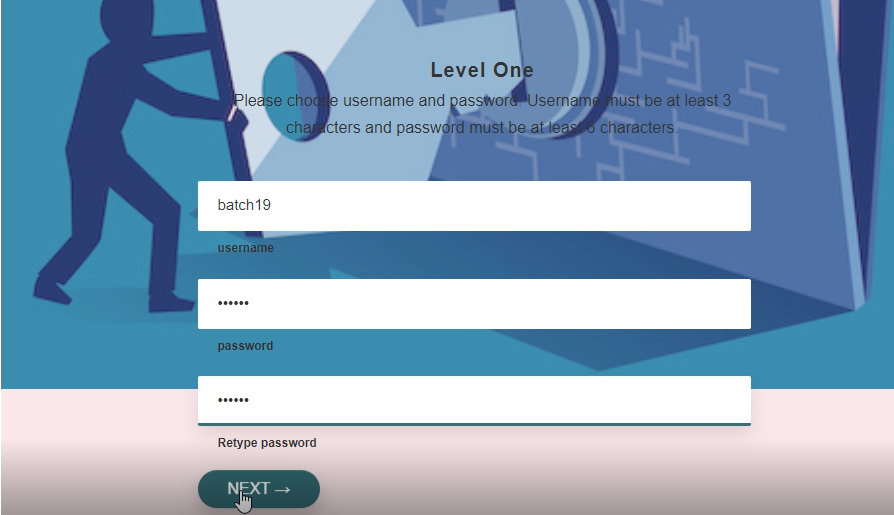 Level One
Please choose username and password. Username must be at least 3
characters and password must be at least 6 characters.
batch19
username
••••••
password
••••••
Retype password
NEXT →